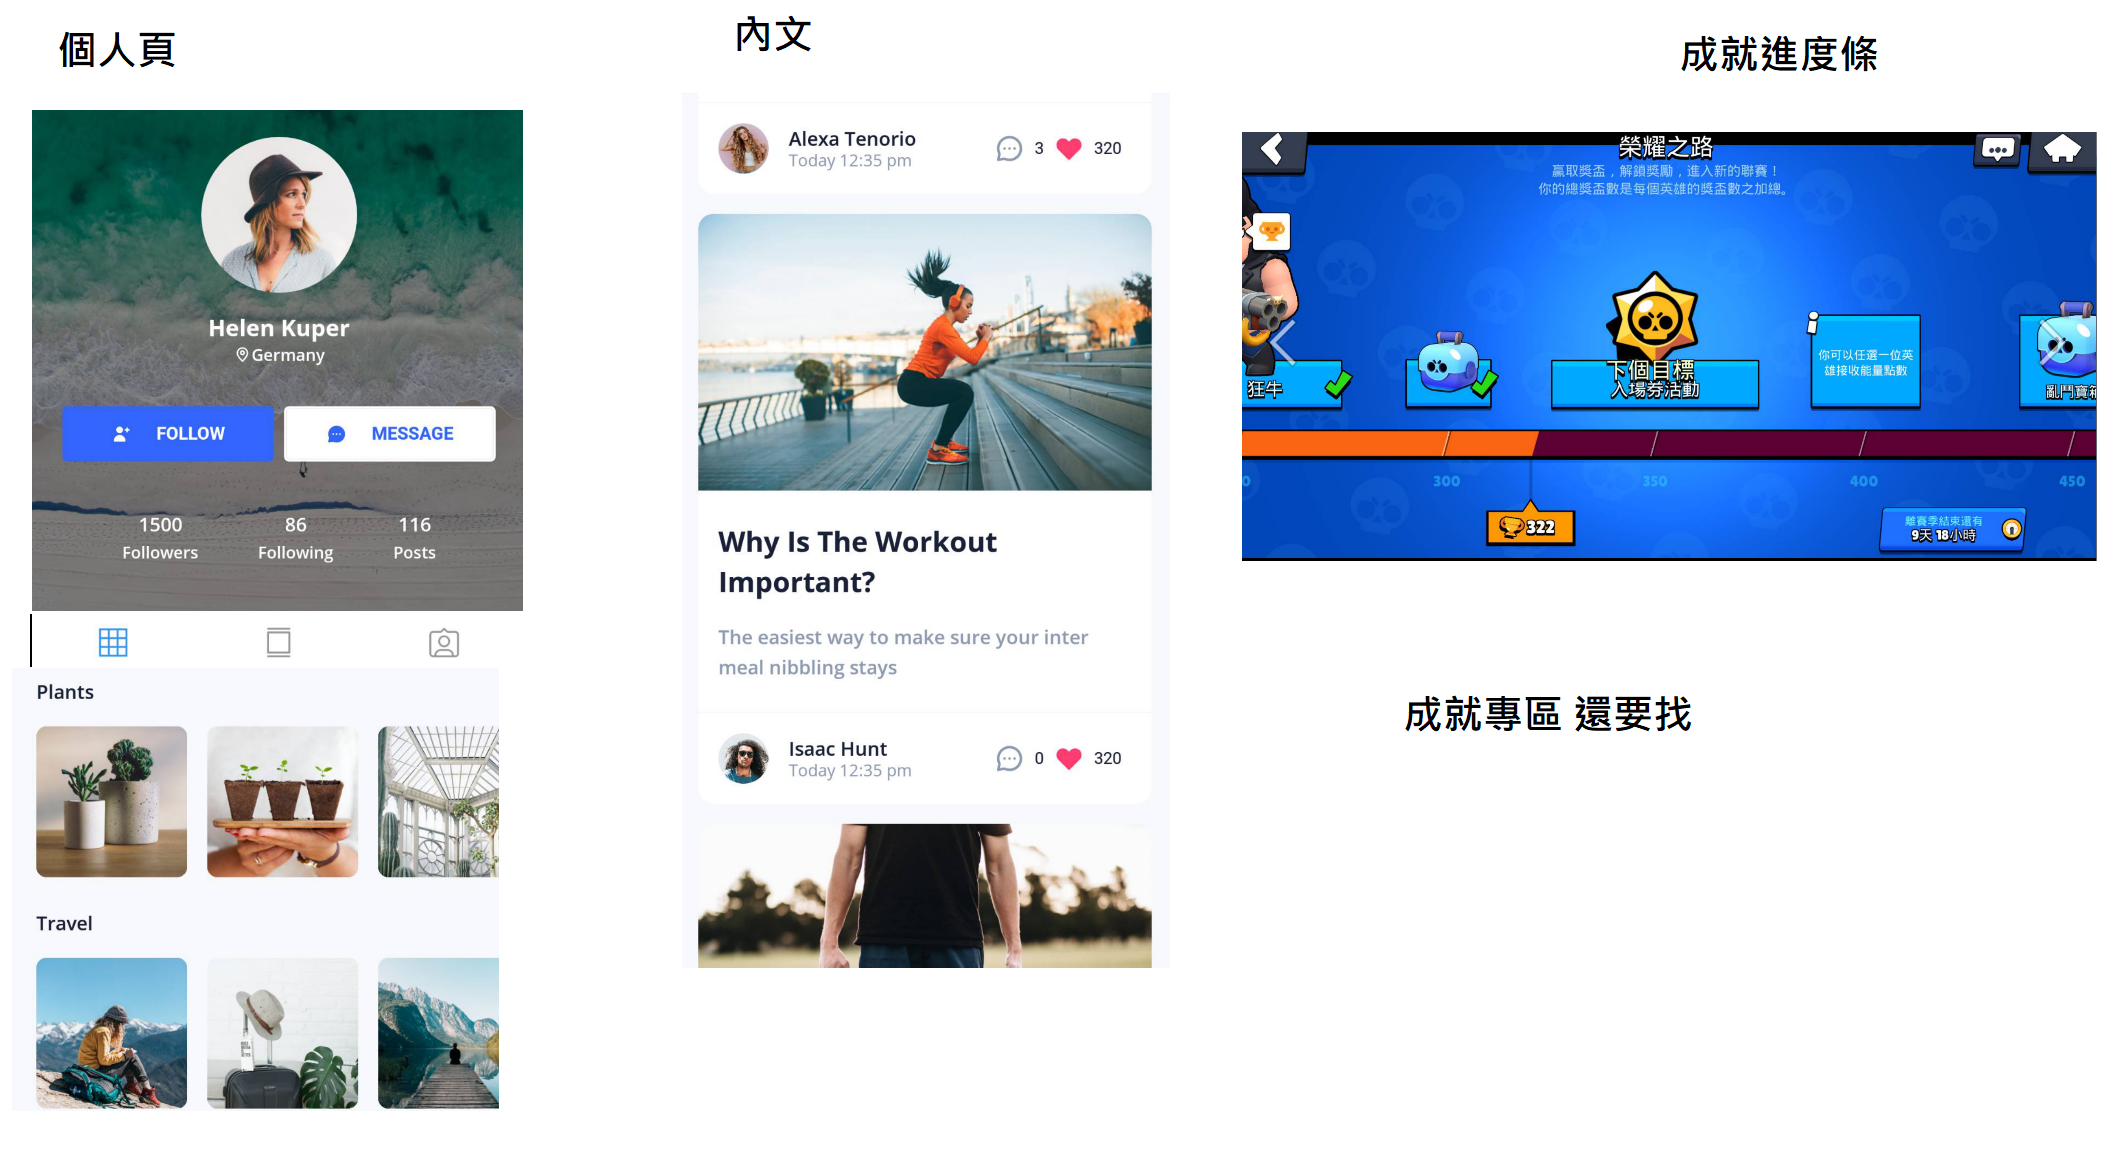 個人頁
Helen Kuper
Germany
FOLLOW
MESSAGE
1500
86
116
Followers
Following
Posts
Plants
Travel
內文
Alexa Tenorio
Today 12:35 pm
3
320
Why Is The Workout
Important?
The easiest way to make sure your inter
meal nibbling stays
Isaac Hunt
Today 12:35 pm
0
320
成就進度條
榮耀之路
贏取獎盃，解鎖獎勵，進入新的聯賽！
你的總獎盃數是每個英雄的獎盃數之加總。
狂牛
下個目標
入場券活動
你可以任選一位英
雄接收能量點數
亂鬥寶箱
0
300
350
400
450
322
離賽季結束還有
9天 18小時
成就專區 還要找